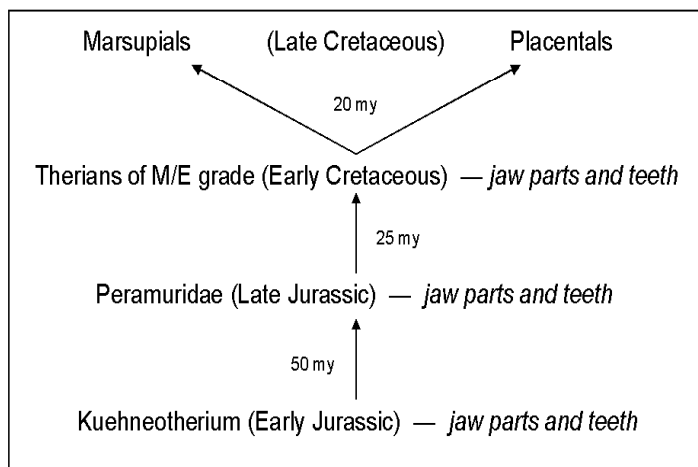 Marsupials (Late Cretaceous) Placentals
20 my
Therians of M/E grade (Early Cretaceous) — jaw parts and teeth
25 my
Peramuridae (Late Jurassic) — jaw parts and teeth
50 my
Kuehneotherium (Early Jurassic) — jaw parts and teeth